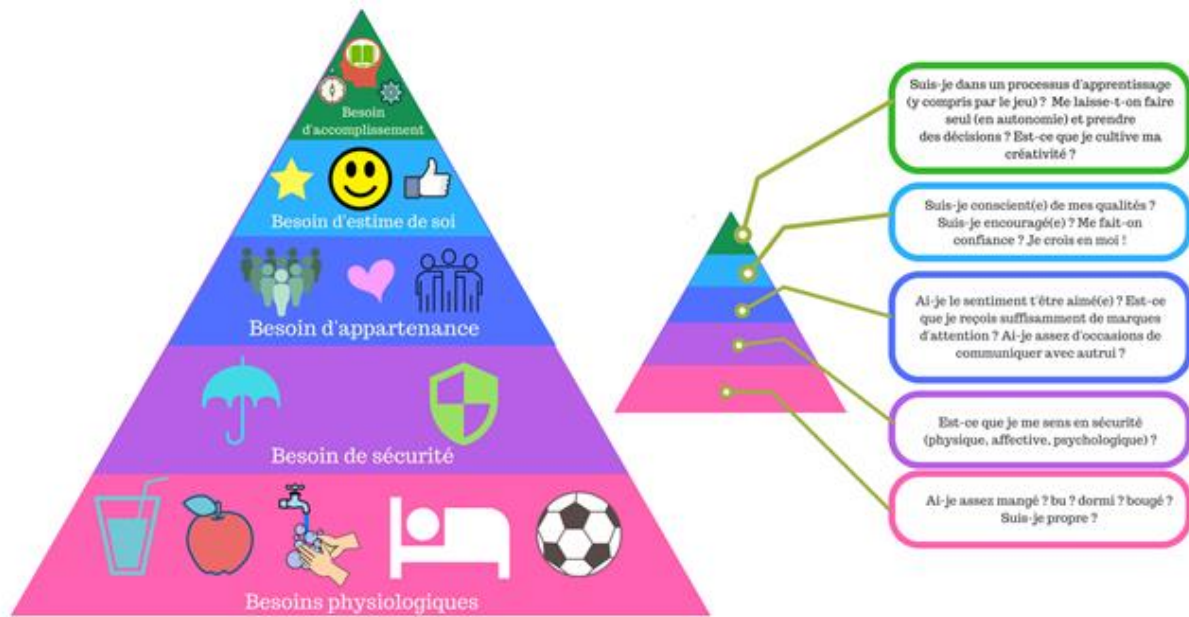 Besoin
d'accomplissement
Besoin d'estime de soi
Besoin d'appartenance
Besoin de sécurité
Besoins physiologiques
Suis-je dans un processus d'apprentissage
(y compris par le jeu) ? Me laisse-t-on faire
seul (en autonomie) et prendre
des décisions ? Est-ce que je cultive ma
créativité ?
Suis-je conscient(e) de mes qualités ?
Suis-je encouragé(e) ? Me fait-on
confiance ? Je crois en moi !
Ai-je le sentiment t'être aimé(e) ? Est-ce
que je reçois suffisamment de marques
d'attention ? Ai-je assez d'occasions de
communiquer avec autrui ?
Est-ce que je me sens en sécurité
(physique, affective, psychologique) ?
Ai-je assez mangé ? bu ? dormi ? bougé ?
Suis-je propre ?